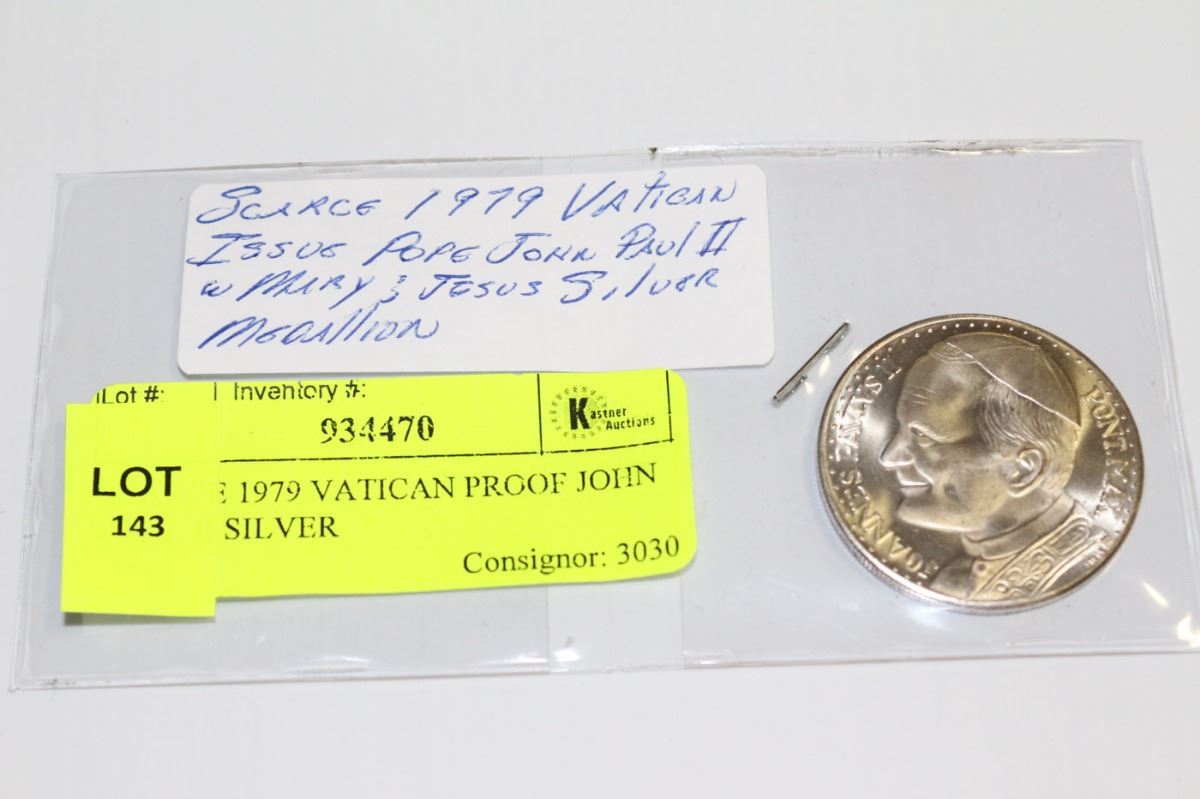 SCARCE 1979 VATICAN
ISSUE POPE JOHN PAUL II
w MARY & JESUS SILVER
MEDALLION
Lot #: Inventory #:
934470
Kastner
Auctions
LOT
143
E 1979 VATICAN PROOF JOHN
SILVER
Consignor: 3030
IOANNES PAVLVS II
PONT MAX